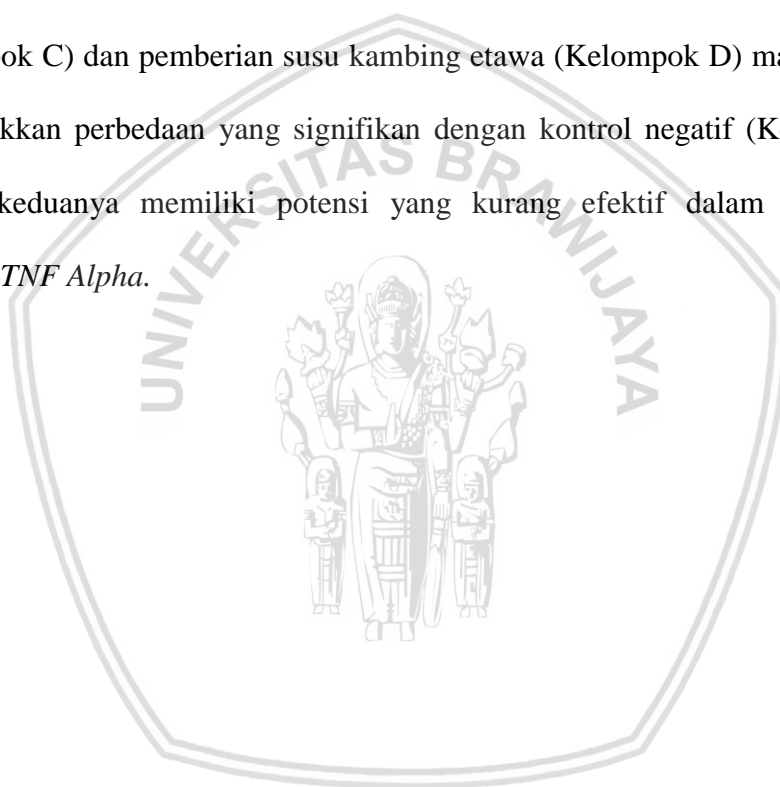 ok C) dan pemberian susu kambing etawa (Kelompok D) ma
kkan perbedaan yang signifikan dengan kontrol negatif (K
keduanya memiliki potensi yang kurang efektif dalam
TNF Alpha.
UNIVERSITAS BRAWIJAYA